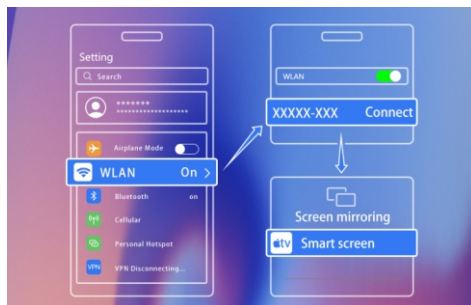 Setting
Search
*******
******************
Airplane Mode
WLAN On >
Bluetooth on
Cellular
Personal Hotspot
VPN VPN Disconnecting...
WLAN
XXXXX-XXX Connect
Screen mirroring
tv Smart screen